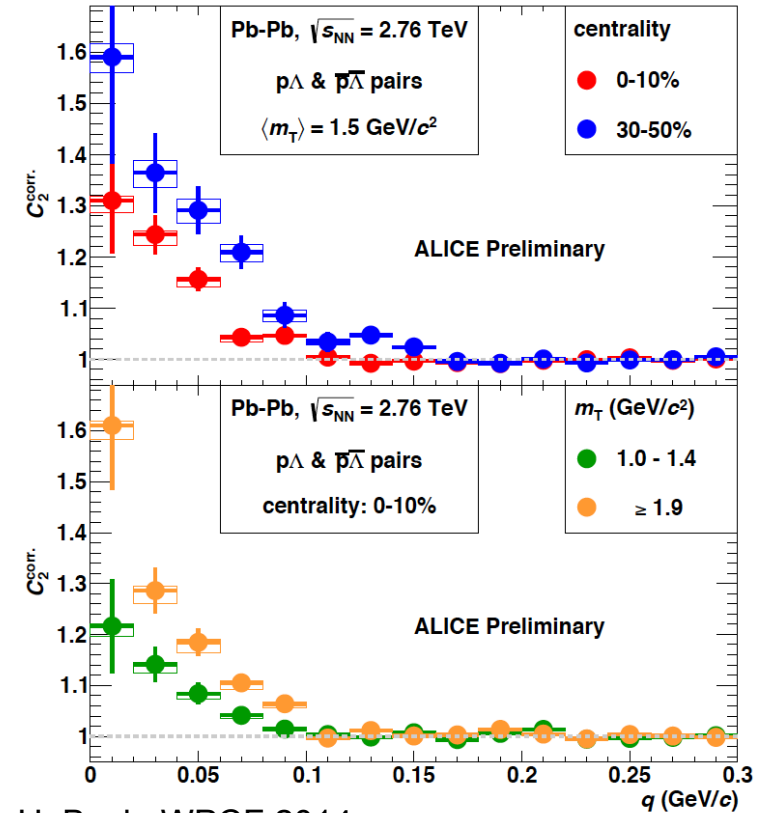 Pb-Pb, √sNN = 2.76 TeV
pΛ & p̅Λ̅ pairs
⟨mT⟩ = 1.5 GeV/c²
centrality
0-10%
30-50%
ALICE Preliminary
C₂corr.
1.6
1.5
1.4
1.3
1.2
1.1
1
Pb-Pb, √sNN = 2.76 TeV
pΛ & p̅Λ̅ pairs
centrality: 0-10%
mT (GeV/c²)
1.0 - 1.4
≥ 1.9
ALICE Preliminary
C₂corr.
1.6
1.5
1.4
1.3
1.2
1.1
1
0 0.05 0.1 0.15 0.2 0.25 0.3
q (GeV/c)